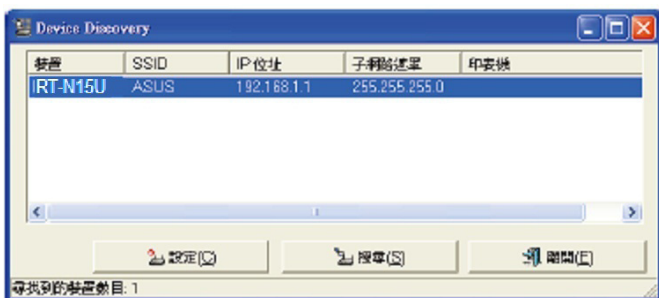 Device Discovery
裝置 SSID IP位址 子網路遮罩 印表機
RT-N15U ASUS 192.168.1.1 255.255.255.0
設定(C) 搜尋(S) 離開(E)
尋找到的裝置數目: 1